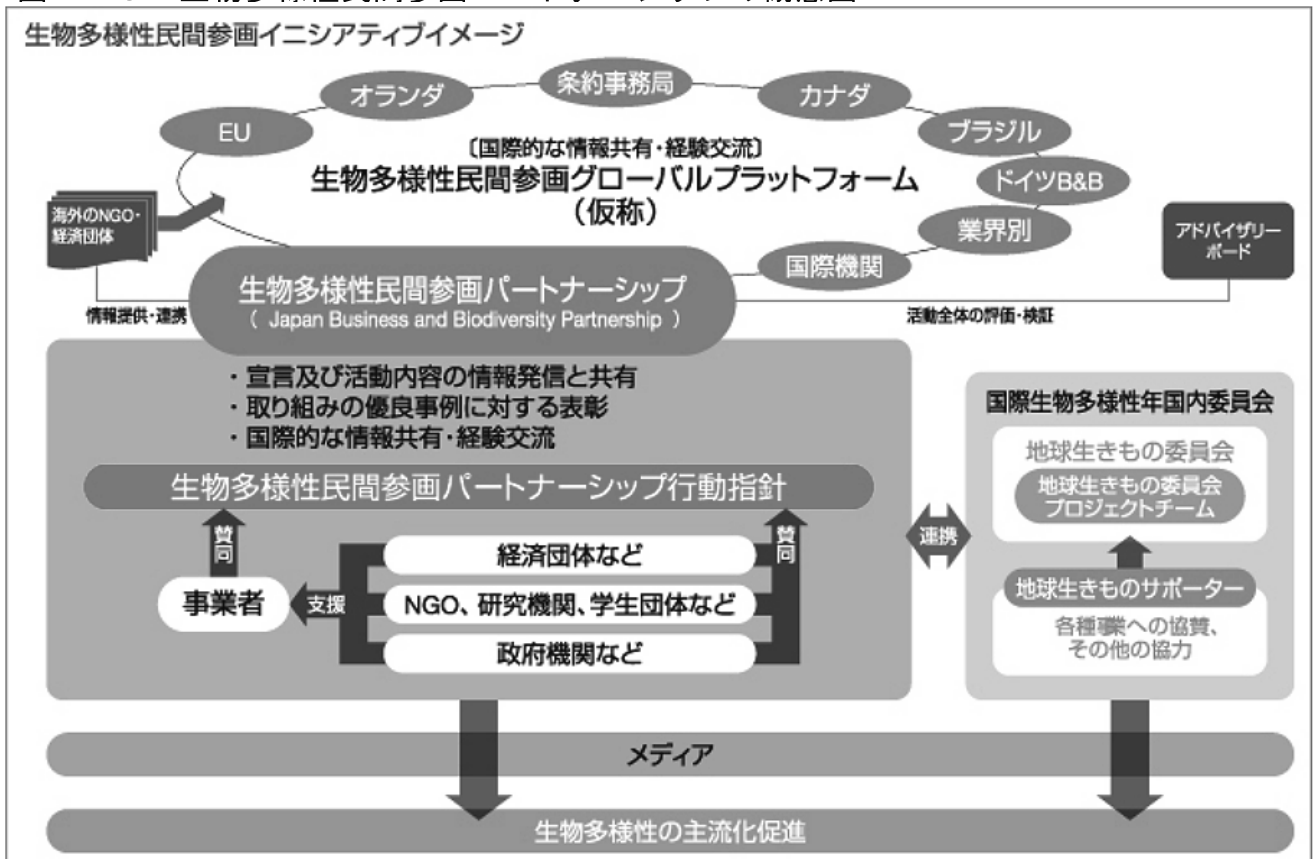 生物多様性民間参画イニシアティブイメージ
オランダ
条約事務局
カナダ
EU
ブラジル
〔国際的な情報共有・経験交流〕
生物多様性民間参画グローバルプラットフォーム
（仮称）
ドイツB&B
海外のNGO・
経済団体
業界別
アドバイザリー
ボード
国際機関
生物多様性民間参画パートナーシップ
（ Japan Business and Biodiversity Partnership ）
情報提供・連携
活動全体の評価・検証
・宣言及び活動内容の情報発信と共有
・取り組みの優良事例に対する表彰
・国際的な情報共有・経験交流
生物多様性民間参画パートナーシップ行動指針
賛同
賛同
事業者
支援
経済団体など
NGO、研究機関、学生団体など
政府機関など
連携
国際生物多様性年国内委員会
地球生きもの委員会
地球生きもの委員会
プロジェクトチーム
地球生きものサポーター
各種事業への協賛、
その他の協力
メディア
生物多様性の主流化促進